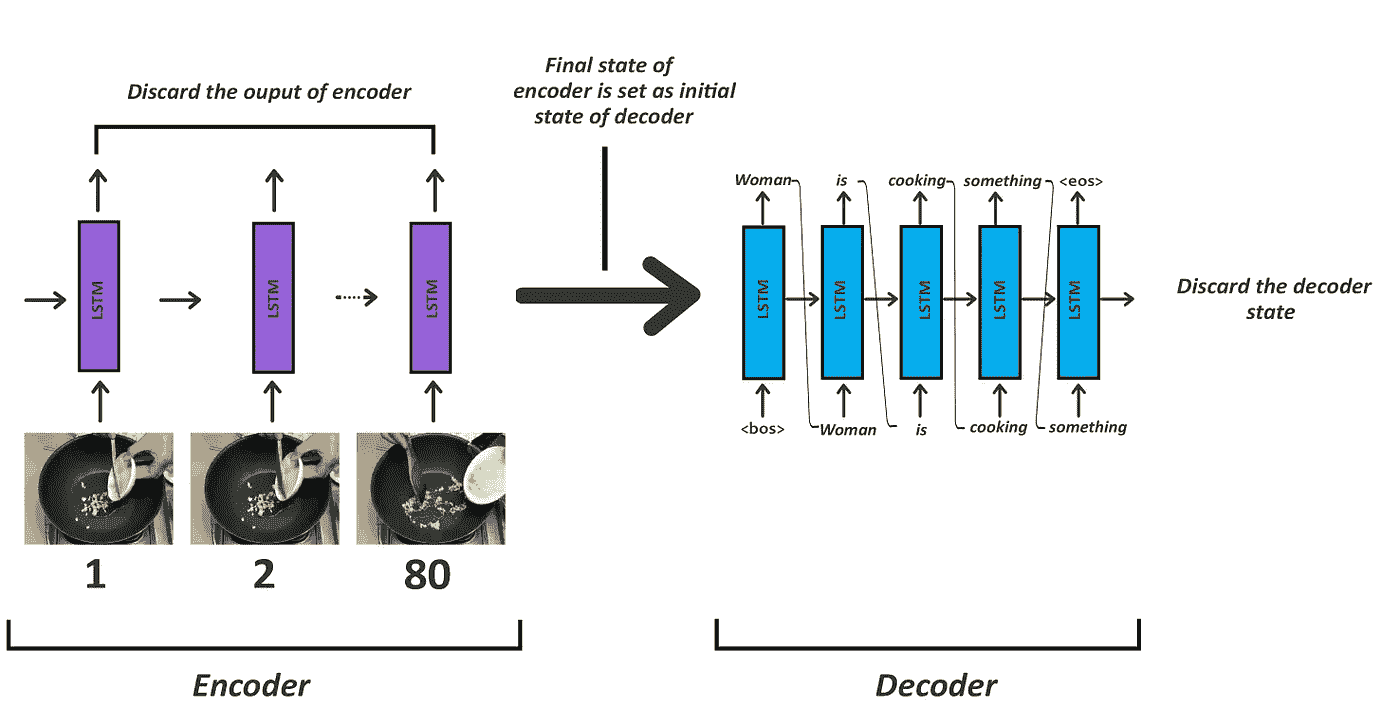 Discard the ouput of encoder
Final state of
encoder is set as initial
state of decoder
LSTM
LSTM
LSTM
1
2
80
Encoder
Woman
is
cooking
something
<eos>
LSTM
LSTM
LSTM
LSTM
LSTM
<bos>
Woman
is
cooking
something
Discard the decoder
state
Decoder